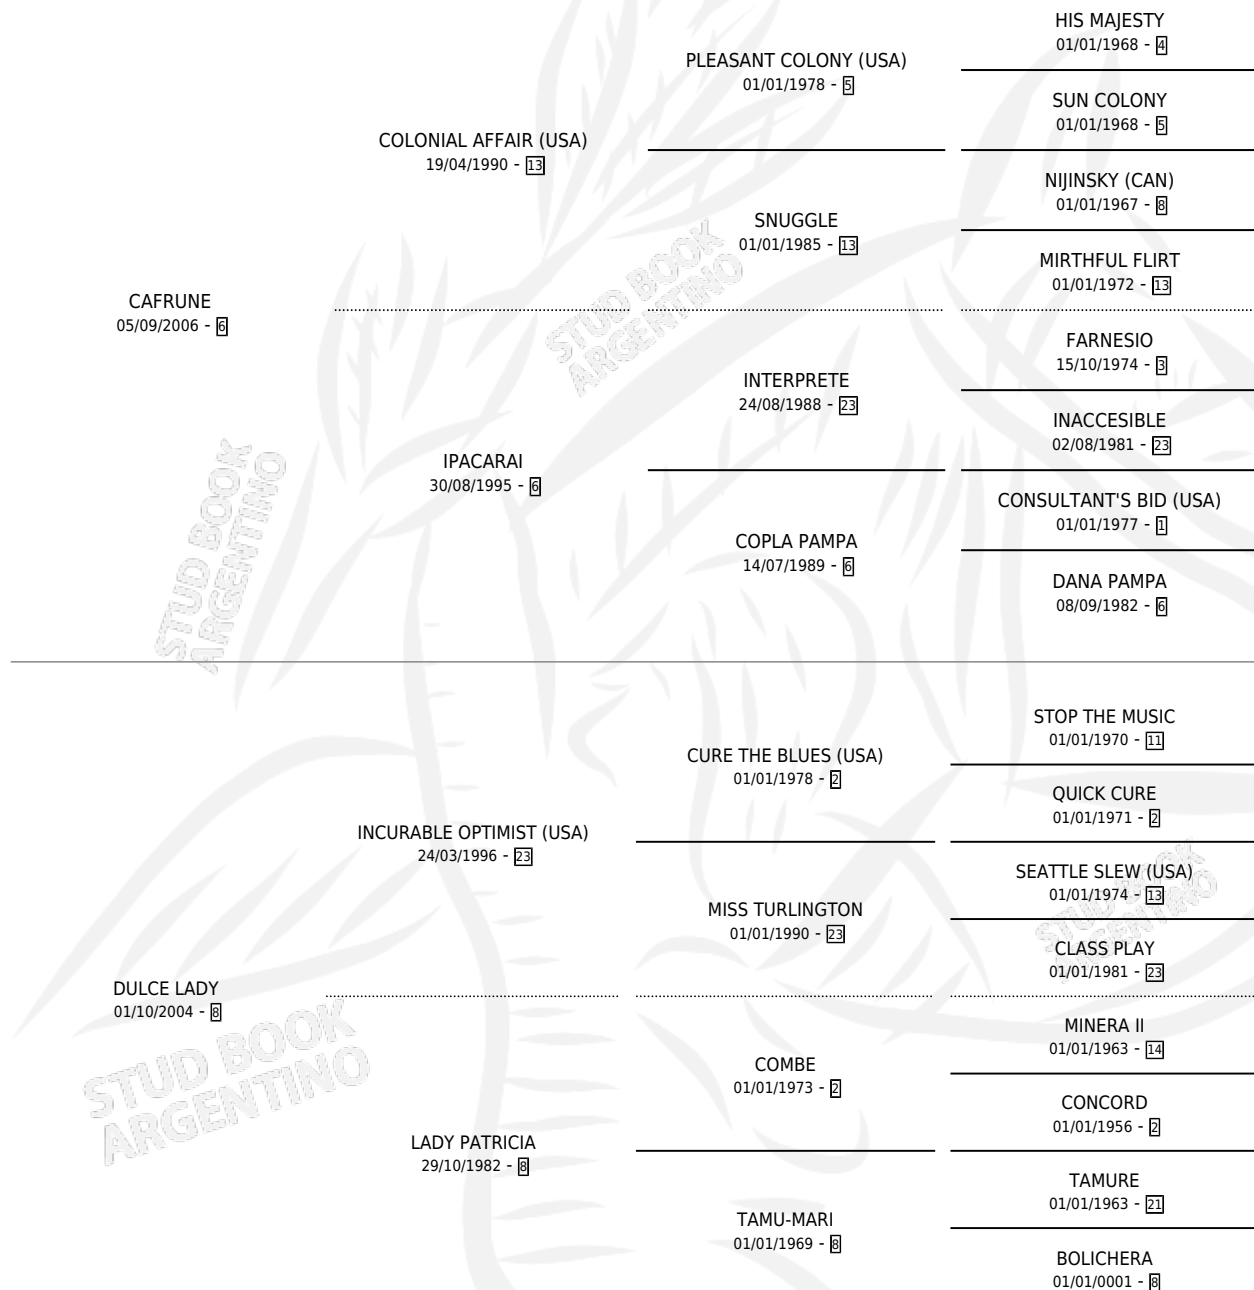 HIS MAJESTY
01/01/1968 - 4
PLEASANT COLONY (USA)
01/01/1978 - 5
SUN COLONY
01/01/1968 - 5
COLONIAL AFFAIR (USA)
19/04/1990 - 13
NIJINSKY (CAN)
01/01/1967 - 8
SNUGGLE
01/01/1985 - 13
MIRTHFUL FLIRT
01/01/1972 - 13
CAFRUNE
05/09/2006 - 6
FARNESIO
15/10/1974 - 3
INTERPRETE
24/08/1988 - 23
INACCESIBLE
02/08/1981 - 23
IPACARAI
30/08/1995 - 6
CONSULTANT'S BID (USA)
01/01/1977 - 1
COPLA PAMPA
14/07/1989 - 6
DANA PAMPA
08/09/1982 - 6
STOP THE MUSIC
01/01/1970 - 11
CURE THE BLUES (USA)
01/01/1978 - 2
QUICK CURE
01/01/1971 - 2
INCURABLE OPTIMIST (USA)
24/03/1996 - 23
SEATTLE SLEW (USA)
01/01/1974 - 13
MISS TURLINGTON
01/01/1990 - 23
CLASS PLAY
01/01/1981 - 23
DULCE LADY
01/10/2004 - 8
MINERA II
01/01/1963 - 14
COMBE
01/01/1973 - 2
CONCORD
01/01/1956 - 2
LADY PATRICIA
29/10/1982 - 8
TAMURE
01/01/1963 - 21
TAMU-MARI
01/01/1969 - 8
BOLICHERA
01/01/0001 - 8
STUD BOOK
ARGENTINO
STUD BOOK
ARGENTINO
STUD BOOK
ARGENTINO
STUD BOOK
ARGENTINO